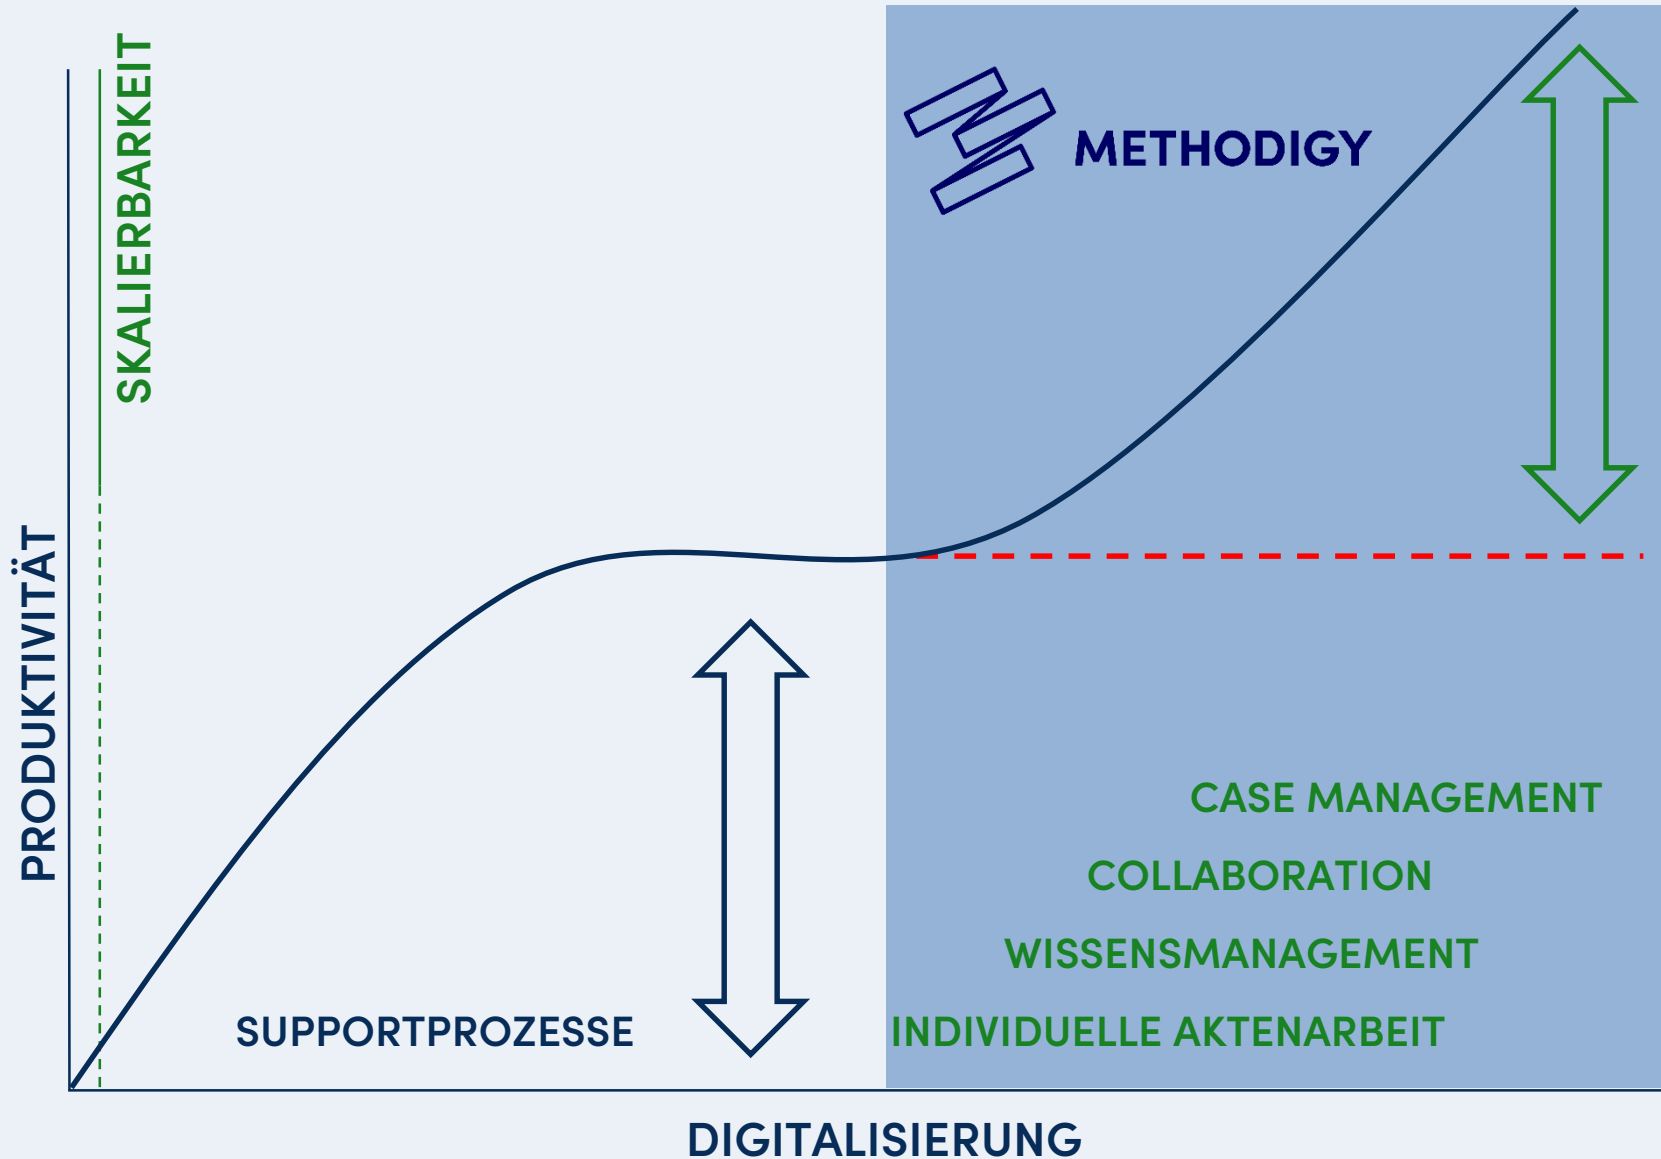 SKALIERBARKEIT
METHODIGY
PRODUKTIVITÄT
CASE MANAGEMENT
COLLABORATION
WISSENSMANAGEMENT
SUPPORTPROZESSE
INDIVIDUELLE AKTENARBEIT
DIGITALISIERUNG